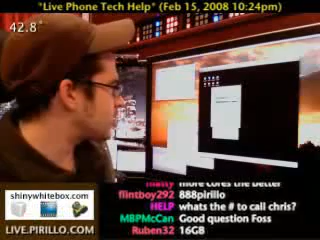 *Live Phone Tech Help* (Feb 15, 2008 10:24pm)
42.8°
matty more cores the better
flintboy292 888pirillo
HELP whats the # to call chris?
MBPMcCan Good question Foss
Ruben32 16GB
shinywhitebox.com
LIVE.PIRILLO.COM